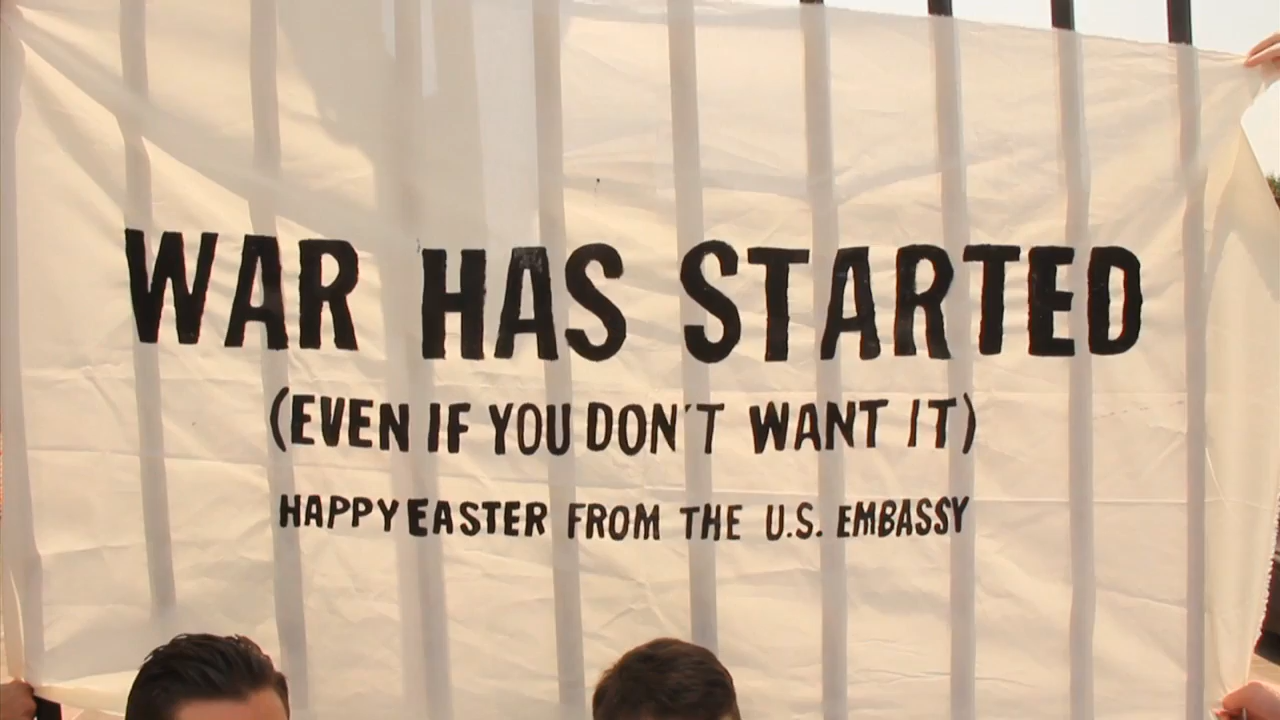 WAR HAS STARTED
(EVEN IF YOU DON'T WANT IT)
HAPPY EASTER FROM THE U.S. EMBASSY